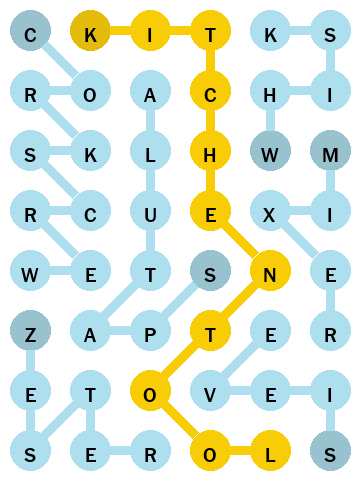 C K I T K S
R O A C H I
S K L H W M
R C U E X I
W E T S N E
Z A P T E R
E T O V E I
S E R O L S